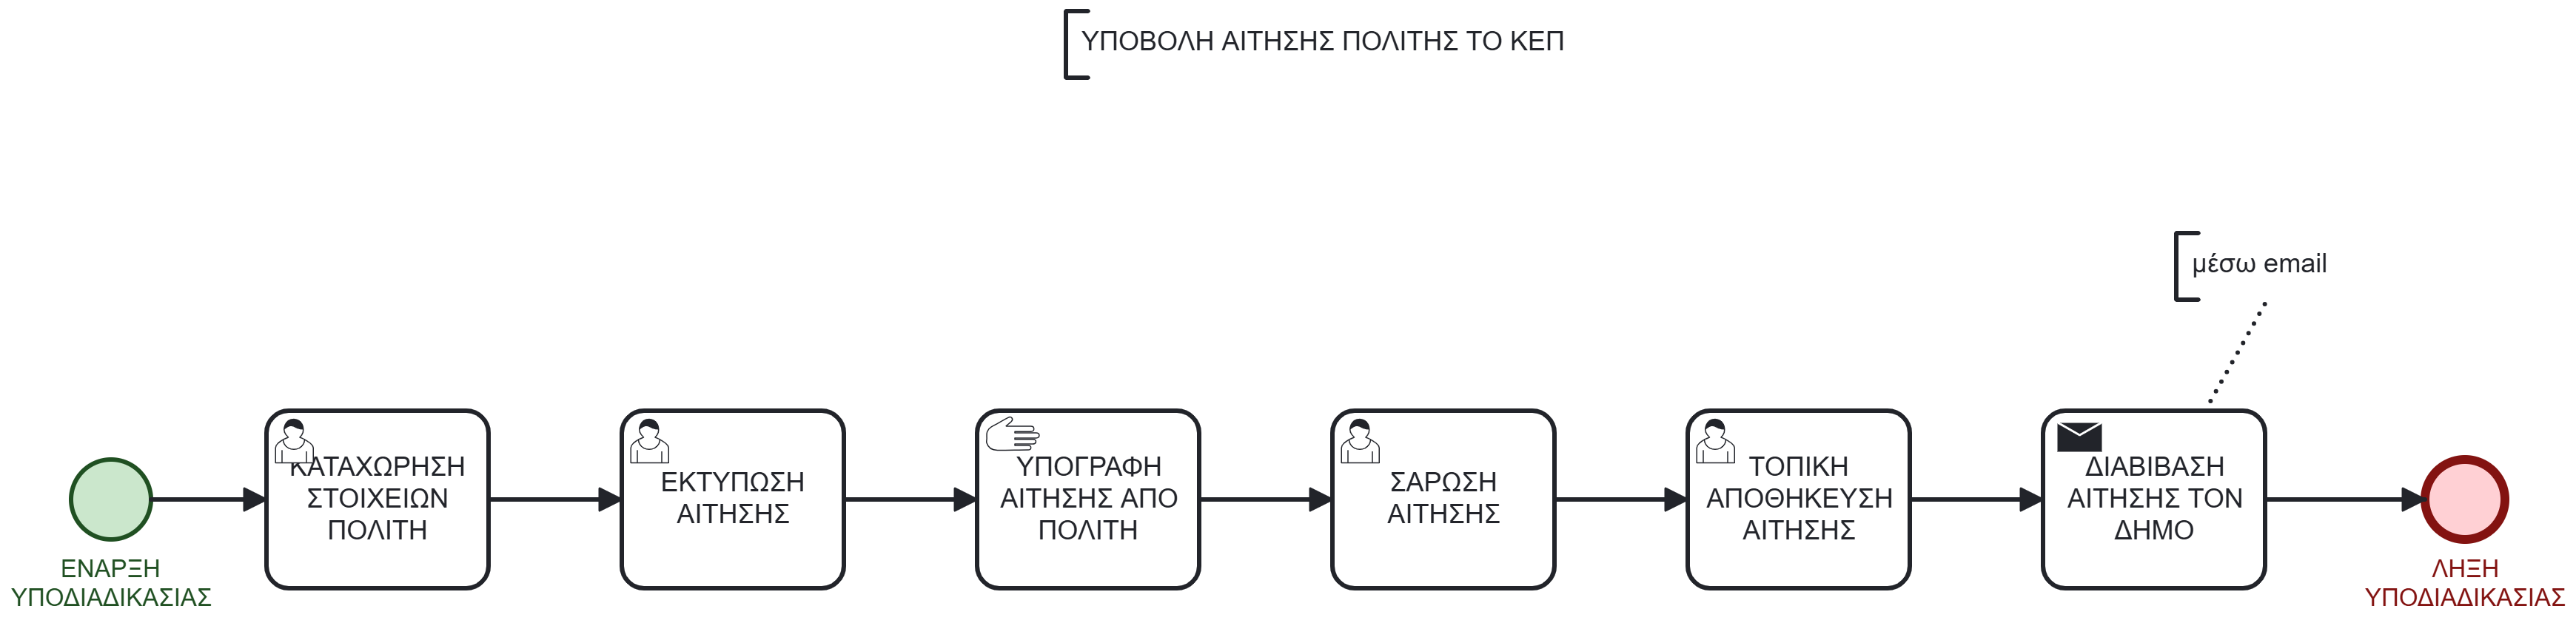 ΥΠΟΒΟΛΗ ΑΙΤΗΣΗΣ ΠΟΛΙΤΗΣ ΤΟ ΚΕΠ
μέσω email
ΕΝΑΡΞΗ
ΥΠΟΔΙΑΔΙΚΑΣΙΑΣ
ΚΑΤΑΧΩΡΗΣΗ
ΣΤΟΙΧΕΙΩΝ
ΠΟΛΙΤΗ
ΕΚΤΥΠΩΣΗ
ΑΙΤΗΣΗΣ
ΥΠΟΓΡΑΦΗ
ΑΙΤΗΣΗΣ ΑΠΟ
ΠΟΛΙΤΗ
ΣΑΡΩΣΗ
ΑΙΤΗΣΗΣ
ΤΟΠΙΚΗ
ΑΠΟΘΗΚΕΥΣΗ
ΑΙΤΗΣΗΣ
ΔΙΑΒΙΒΑΣΗ
ΑΙΤΗΣΗΣ ΤΟΝ
ΔΗΜΟ
ΛΗΞΗ
ΥΠΟΔΙΑΔΙΚΑΣΙΑΣ